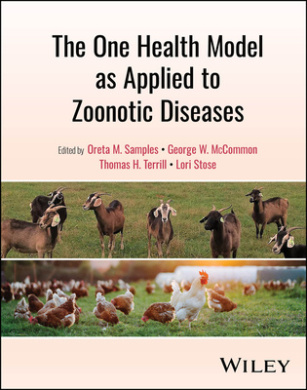 The One Health Model
as Applied to
Zoonotic Diseases
Edited by Oreta M. Samples • George W. McCommon
Thomas H. Terrill • Lori Stose
WILEY